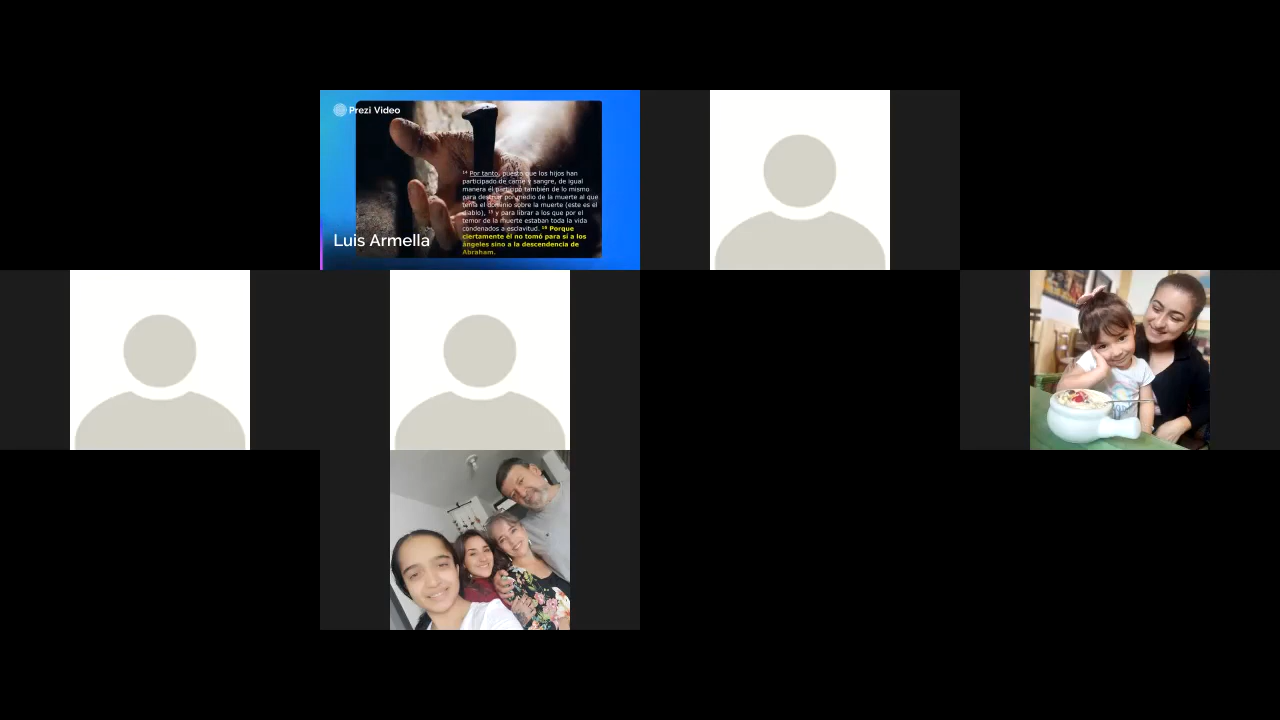 Prezi Video
¹⁴ Por tanto, puesto que los hijos han
participado de carne y sangre, de igual
manera él participó también de lo mismo
para destruir por medio de la muerte al que
tenía el dominio sobre la muerte (este es el
diablo), ¹⁵ y para librar a los que por el
temor de la muerte estaban toda la vida
condenados a esclavitud. ¹⁶ Porque
ciertamente él no tomó para sí a los
ángeles sino a la descendencia de
Abraham.
Luis Armella